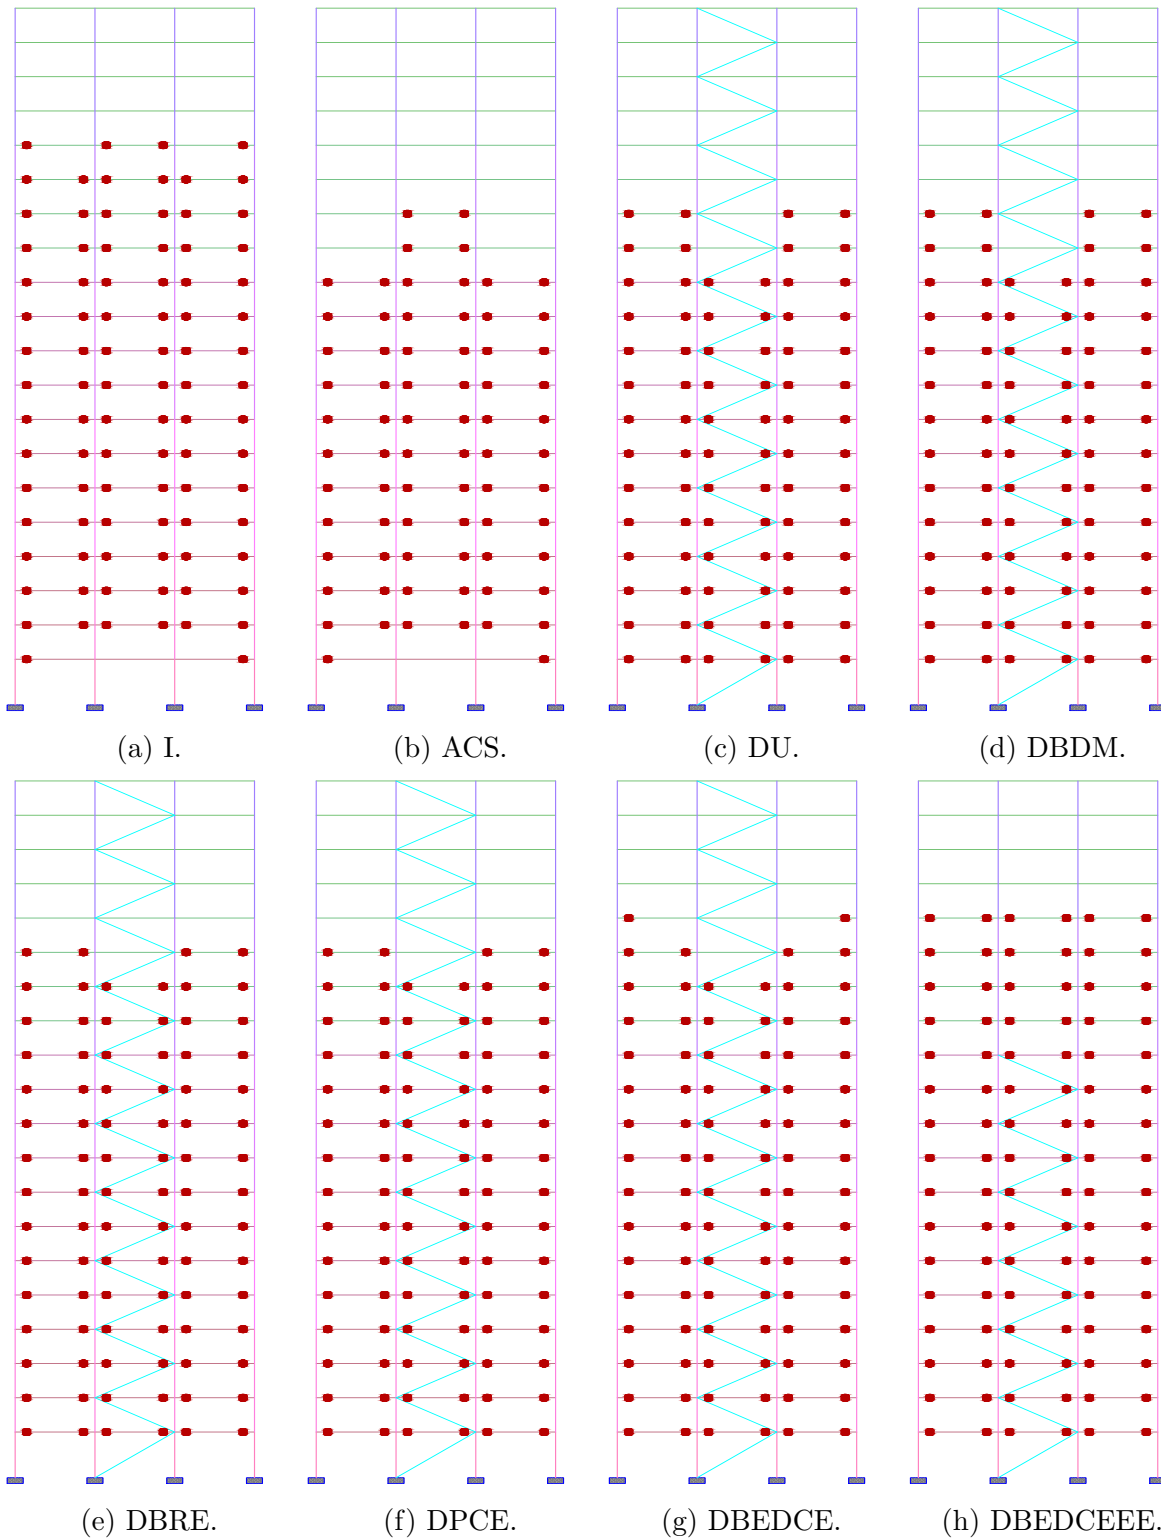 (a) I.
(b) ACS.
(c) DU.
(d) DBDM.
(e) DBRE.
(f) DPCE.
(g) DBEDCE.
(h) DBEDCEEE.